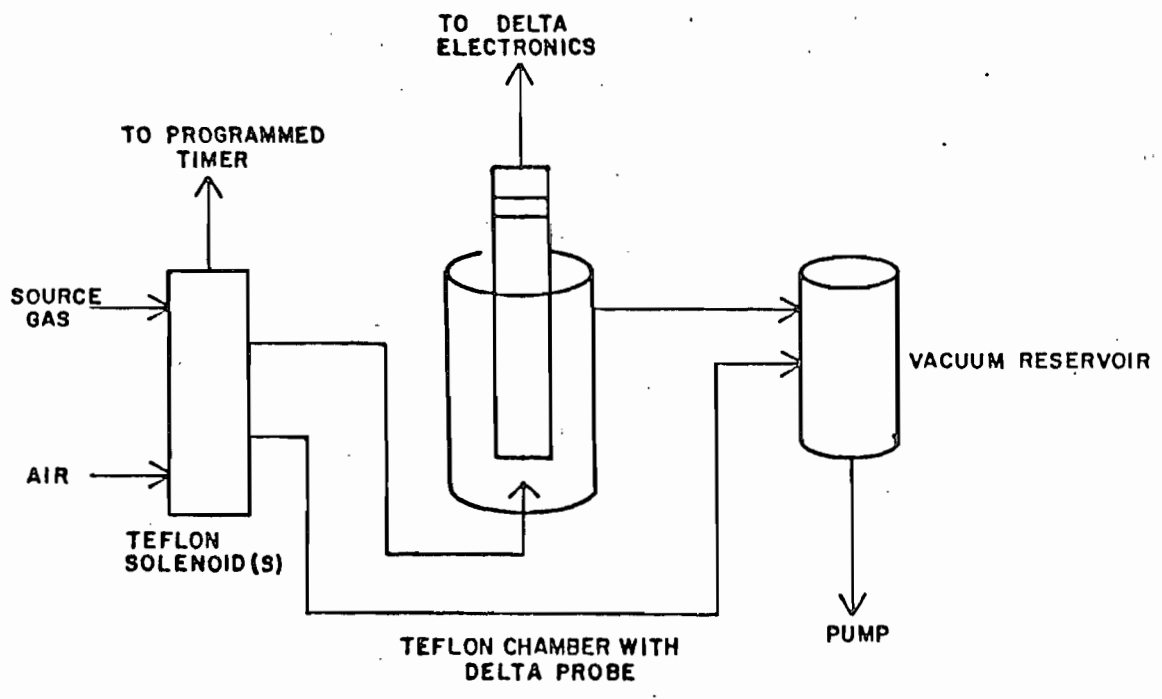 TO DELTA
ELECTRONICS
TO PROGRAMMED
TIMER
SOURCE
GAS
AIR
TEFLON
SOLENOID(S)
VACUUM RESERVOIR
PUMP
TEFLON CHAMBER WITH
DELTA PROBE